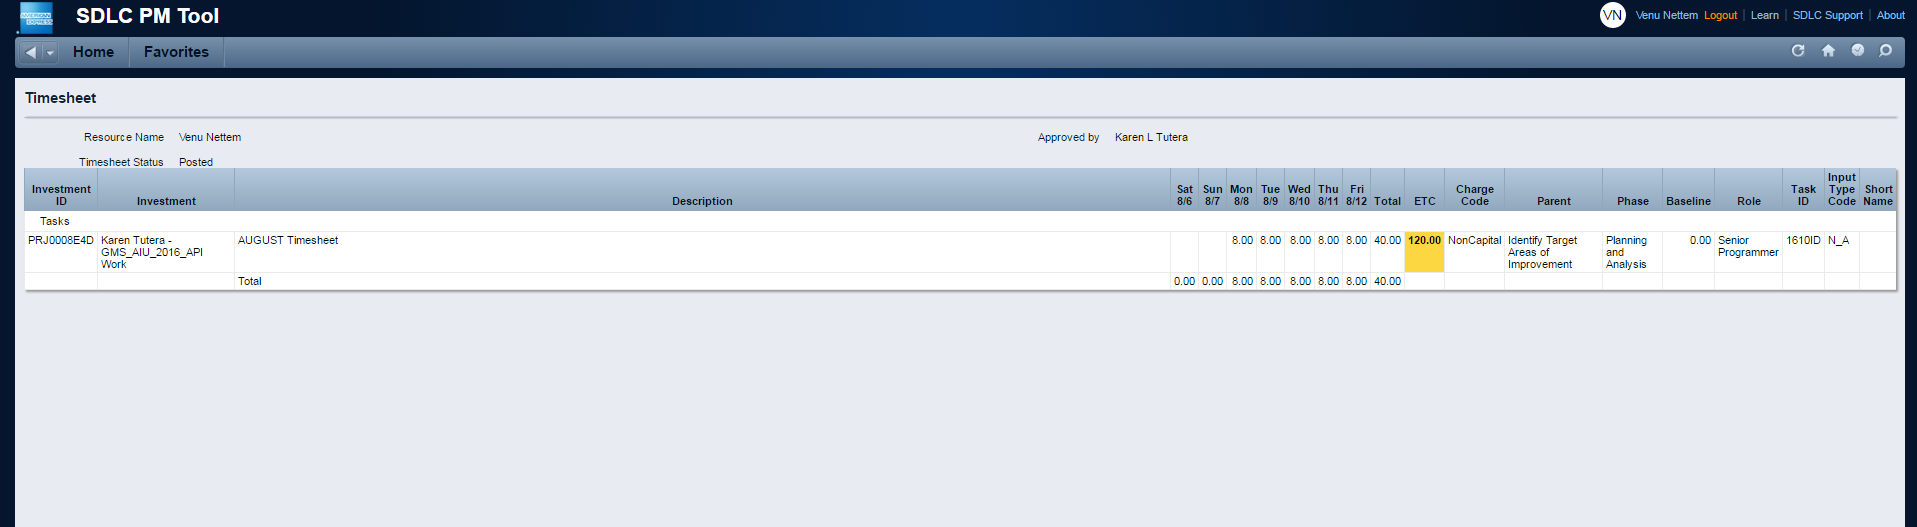 AMERICAN EXPRESS
SDLC PM Tool
VN Venu Nettem Logout Learn SDLC Support About
Home Favorites
Timesheet
Resource Name Venu Nettem Approved by Karen L Tutera
Timesheet Status Posted
Investment ID Investment Description Sat 8/6 Sun 8/7 Mon 8/8 Tue 8/9 Wed 8/10 Thu 8/11 Fri 8/12 Total ETC Charge Code Parent Phase Baseline Role Task ID Input Type Code Short Name
Tasks
PRJ0008E4D Karen Tutera - GMS_AIU_2016_API Work AUGUST Timesheet 8.00 8.00 8.00 8.00 8.00 40.00 120.00 NonCapital Identify Target Areas of Improvement Planning and Analysis 0.00 Senior Programmer 1610ID N_A
Total 0.00 0.00 8.00 8.00 8.00 8.00 8.00 40.00